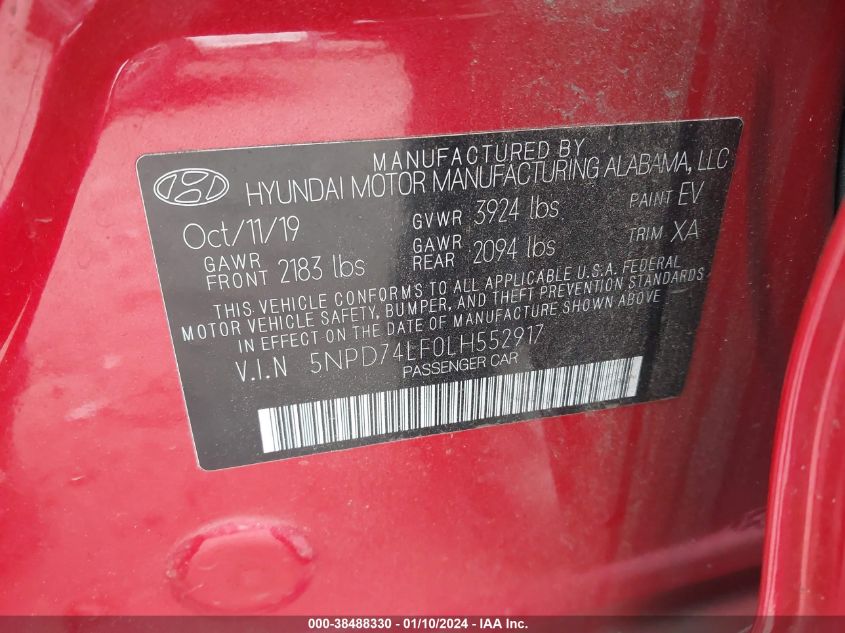 MANUFACTURED BY
HYUNDAI MOTOR MANUFACTURING ALABAMA, LLC
Oct/11/19 GVWR 3924 lbs PAINT EV
GAWR FRONT 2183 lbs GAWR REAR 2094 lbs TRIM XA
THIS VEHICLE CONFORMS TO ALL APPLICABLE U.S.A. FEDERAL
MOTOR VEHICLE SAFETY, BUMPER, AND THEFT PREVENTION STANDARDS
IN EFFECT ON THE DATE OF MANUFACTURE SHOWN ABOVE
V.I.N 5NPD74LF0LH552917
PASSENGER CAR
000-38488330 - 01/10/2024 - IAA Inc.